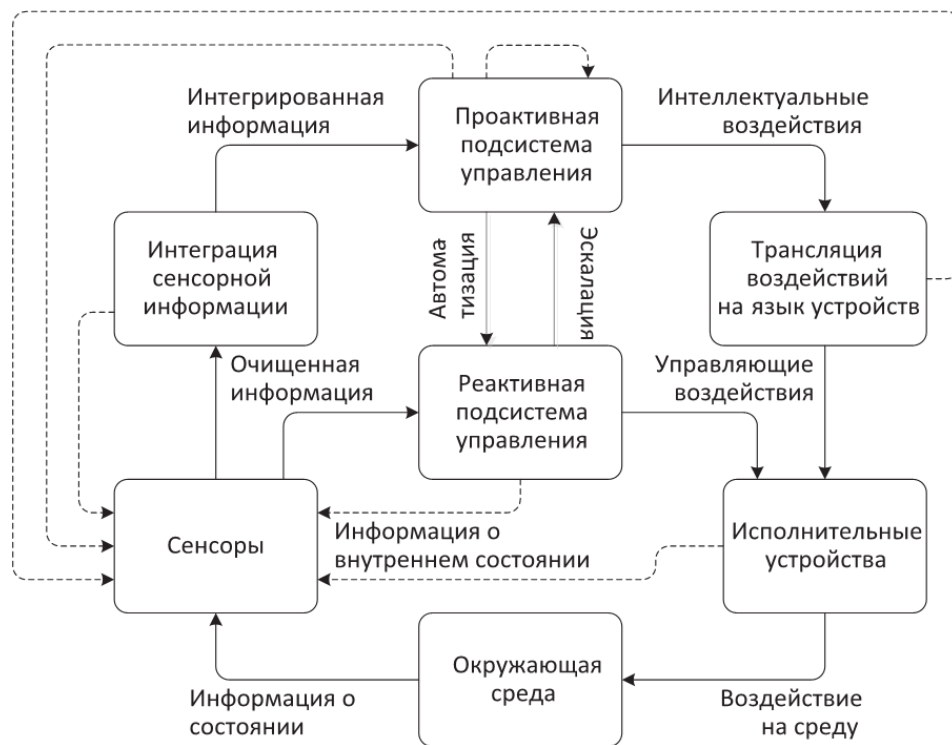 Интегрированная
информация
Проактивная
подсистема
управления
Интеллектуальные
воздействия
Интеграция
сенсорной
информации
Автома
тизация
Эскалация
Трансляция
воздействий
на язык устройств
Очищенная
информация
Реактивная
подсистема
управления
Управляющие
воздействия
Сенсоры
Информация о
внутреннем состоянии
Исполнительные
устройства
Информация о
состоянии
Окружающая
среда
Воздействие
на среду